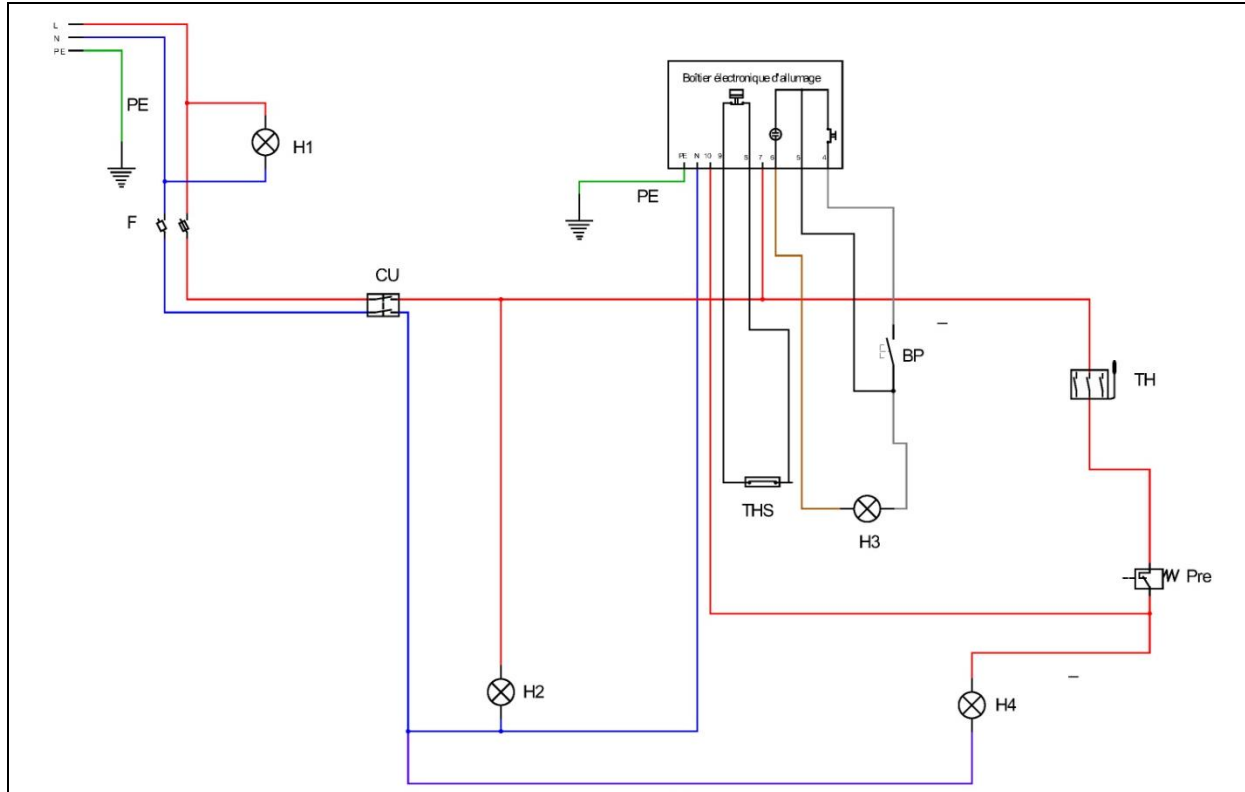 L
N
PE
PE
H1
F
CU
Boîtier électronique d'allumage
PE N 10 9 8 7 6 5 4
PE
BP
TH
THS
H3
Pre
H2
H4